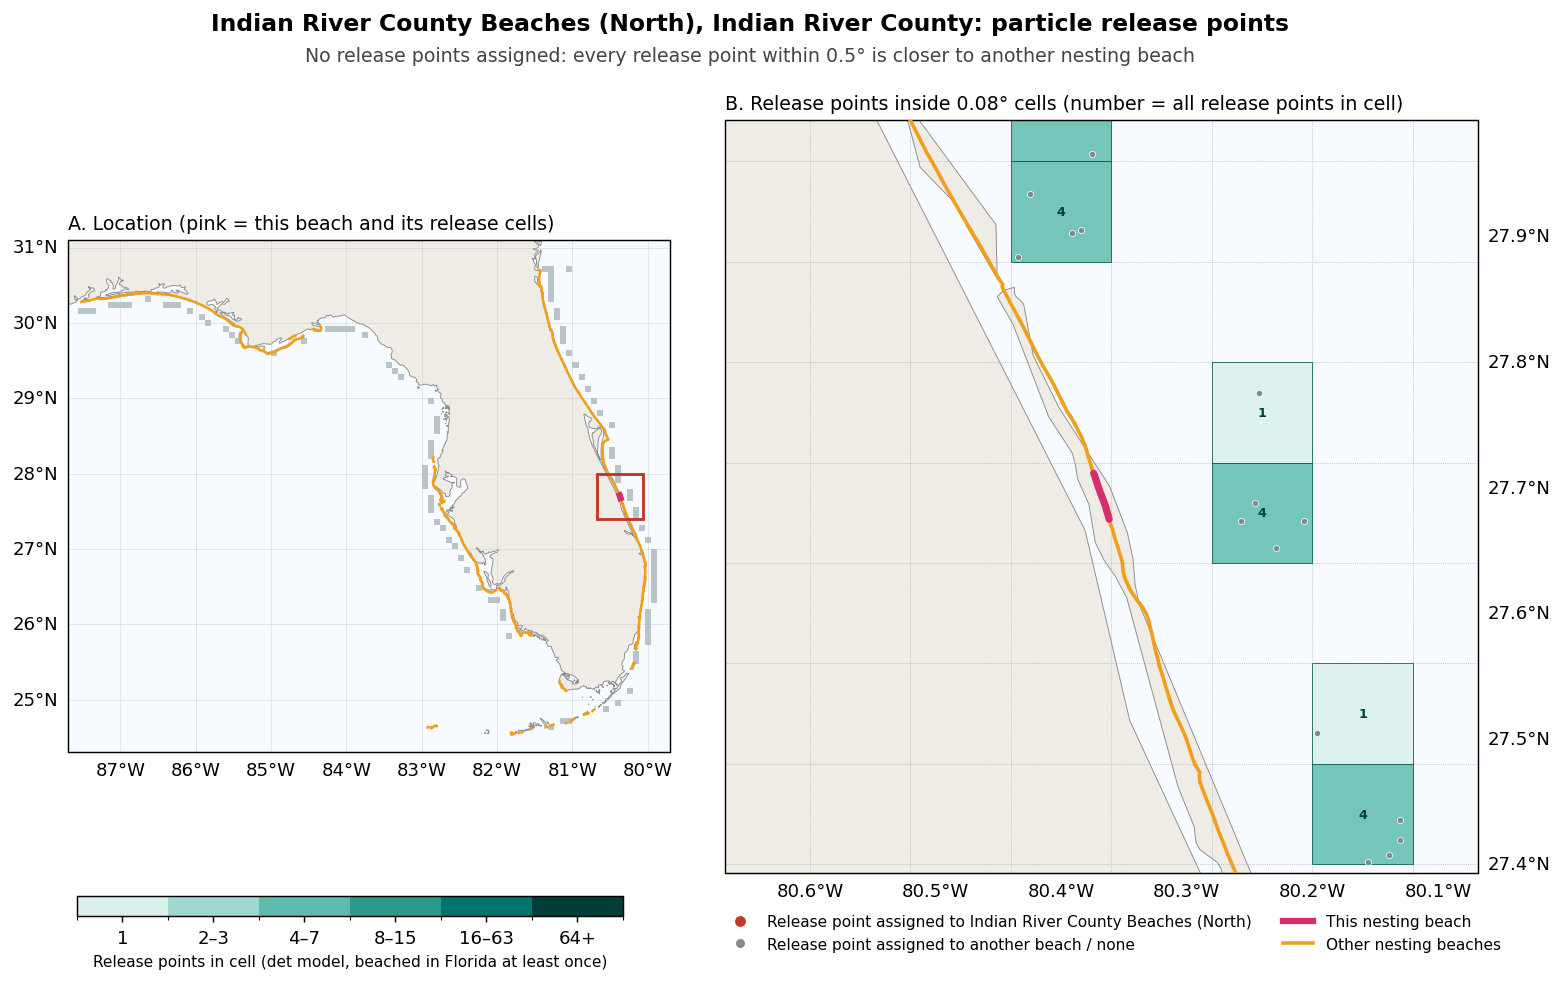 Indian River County Beaches (North), Indian River County: particle release points
No release points assigned: every release point within 0.5° is closer to another nesting beach
A. Location (pink = this beach and its release cells)
31°N
30°N
29°N
28°N
27°N
26°N
25°N
87°W 86°W 85°W 84°W 83°W 82°W 81°W 80°W
1 2–3 4–7 8–15 16–63 64+
Release points in cell (det model, beached in Florida at least once)
B. Release points inside 0.08° cells (number = all release points in cell)
4
1
4
1
4
27.9°N
27.8°N
27.7°N
27.6°N
27.5°N
27.4°N
80.6°W 80.5°W 80.4°W 80.3°W 80.2°W 80.1°W
Release point assigned to Indian River County Beaches (North)
Release point assigned to another beach / none
This nesting beach
Other nesting beaches